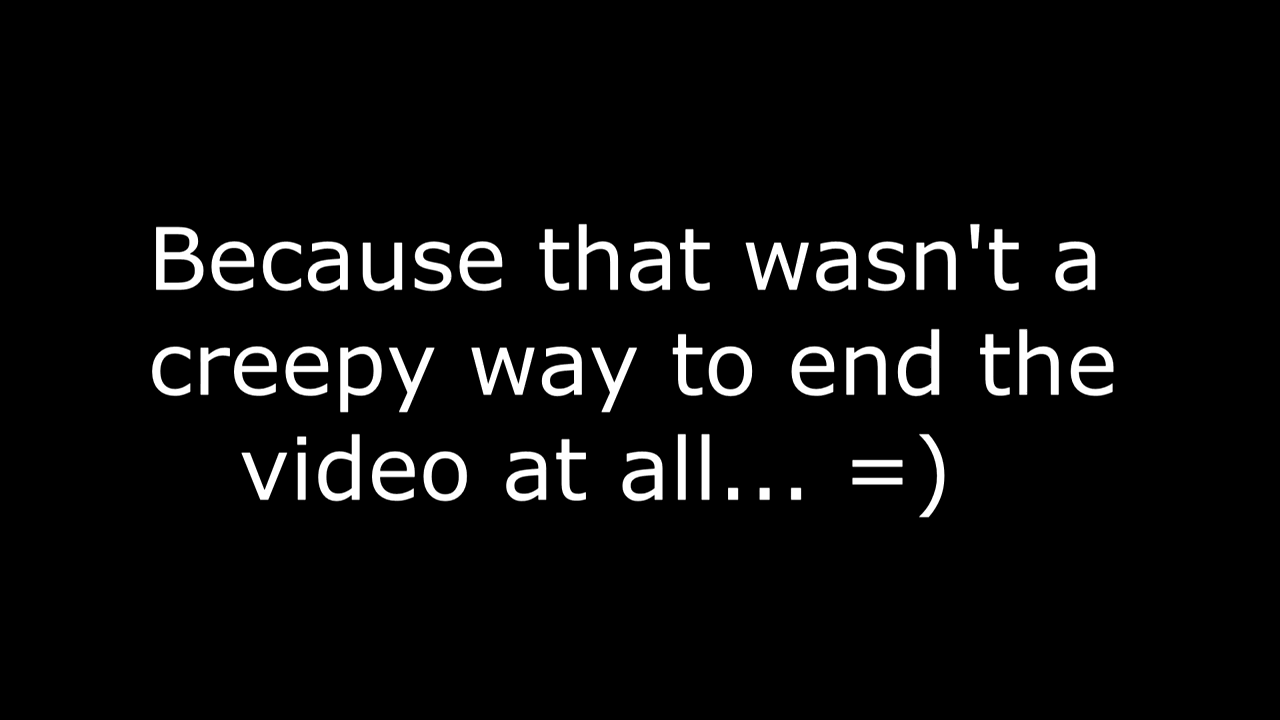 Because that wasn't a
creepy way to end the
video at all... =)